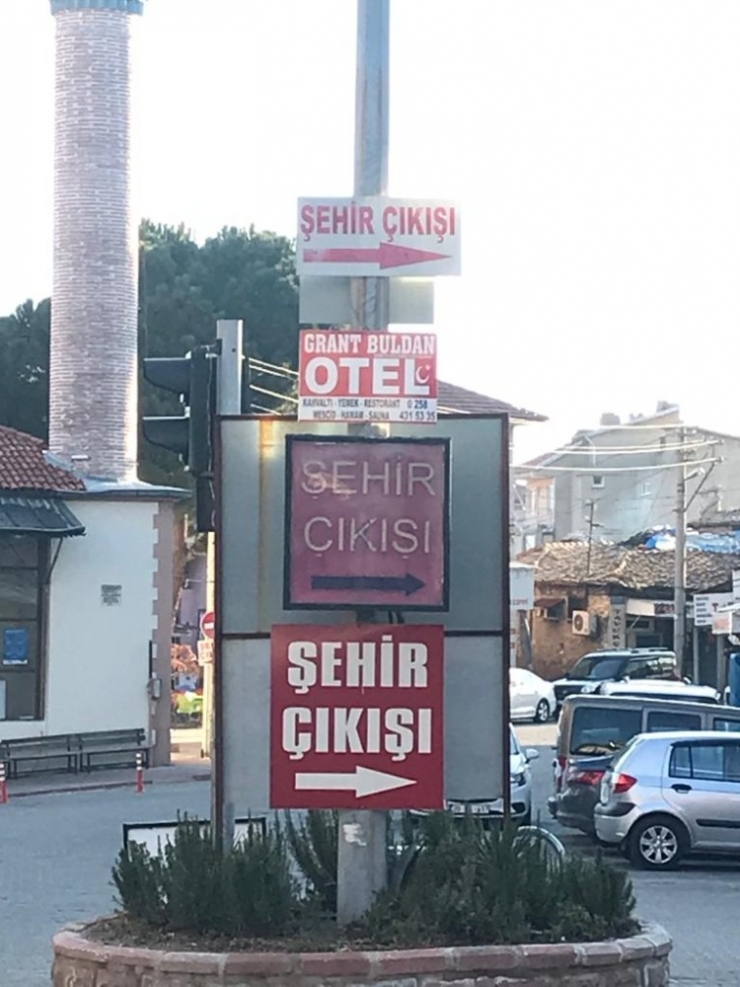 ŞEHİR ÇIKIŞI
GRANT BULDAN
OTEL
KAHVALTI - YEMEK - RESTORANT 0 258
MESCİD - HAMAM - SAUNA 431 53 35
ŞEHİR
ÇIKIŞI
ŞEHİR
ÇIKIŞI